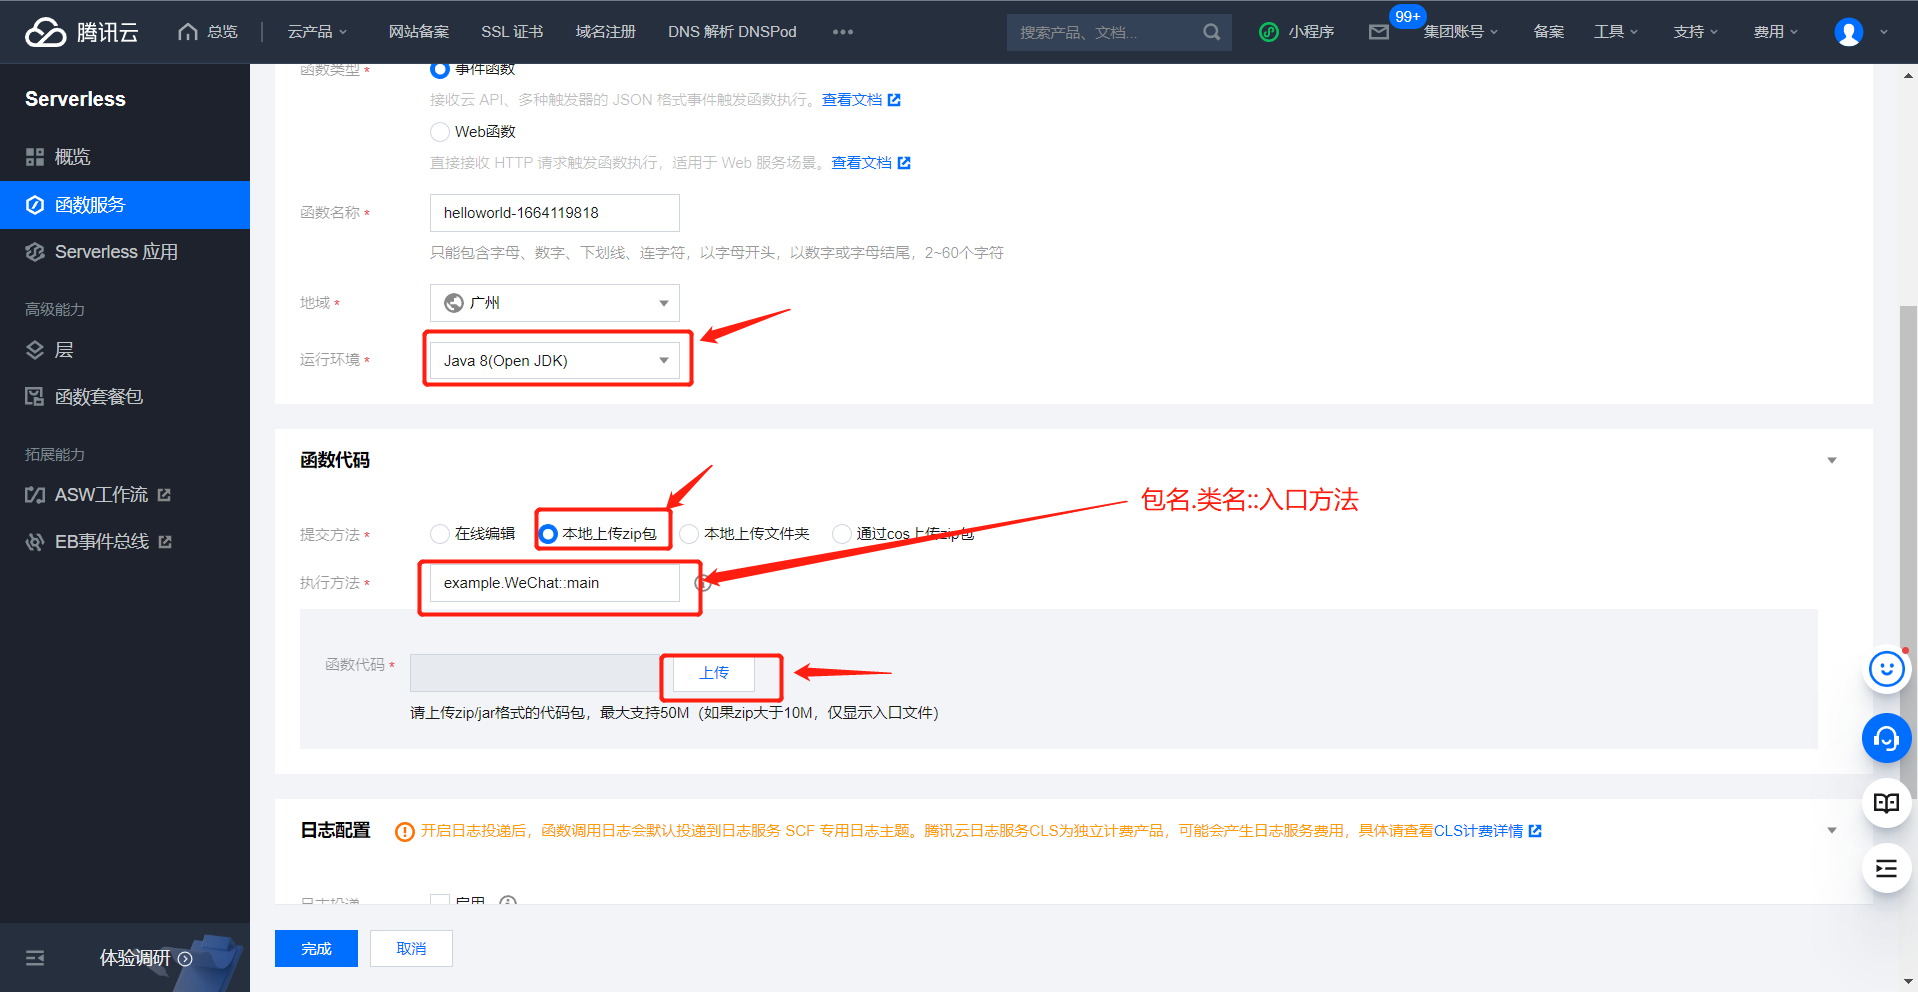 腾讯云
总览
云产品
网站备案
SSL 证书
域名注册
DNS 解析 DNSPod
搜索产品、文档...
小程序
99+
集团账号
备案
工具
支持
费用
Serverless
概览
函数服务
Serverless 应用
高级能力
层
函数套餐包
拓展能力
ASW工作流
EB事件总线
体验调研
函数类型*
事件函数
接收云 API、多种触发器的 JSON 格式事件触发函数执行。查看文档
Web函数
直接接收 HTTP 请求触发函数执行，适用于 Web 服务场景。查看文档
函数名称*
helloworld-1664119818
只能包含字母、数字、下划线、连字符，以字母开头，以数字或字母结尾，2~60个字符
地域*
广州
运行环境*
Java 8(Open JDK)
函数代码
包名.类名::入口方法
提交方法*
在线编辑
本地上传zip包
本地上传文件夹
通过cos上传zip包
执行方法*
example.WeChat::main
函数代码*
上传
请上传zip/jar格式的代码包，最大支持50M（如果zip大于10M，仅显示入口文件）
日志配置
开启日志投递后，函数调用日志会默认投递到日志服务 SCF 专用日志主题。腾讯云日志服务CLS为独立计费产品，可能会产生日志服务费用，具体请查看CLS计费详情
日志投递
启用
完成
取消